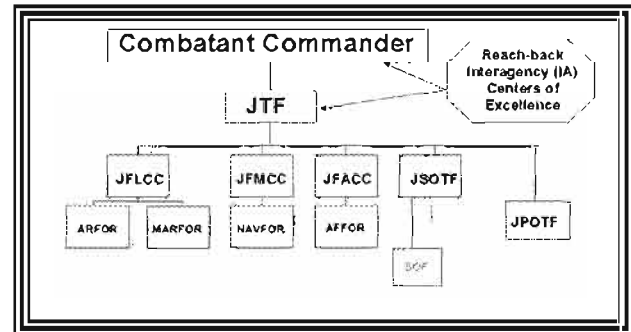 Combatant Commander
Reach-back
Interagency (IA)
Centers of
Excellence
JTF
JFLCC
JFMCC
JFACC
JSOTF
ARFOR
MARFOR
NAVFOR
AFFOR
JPOTF
SOF